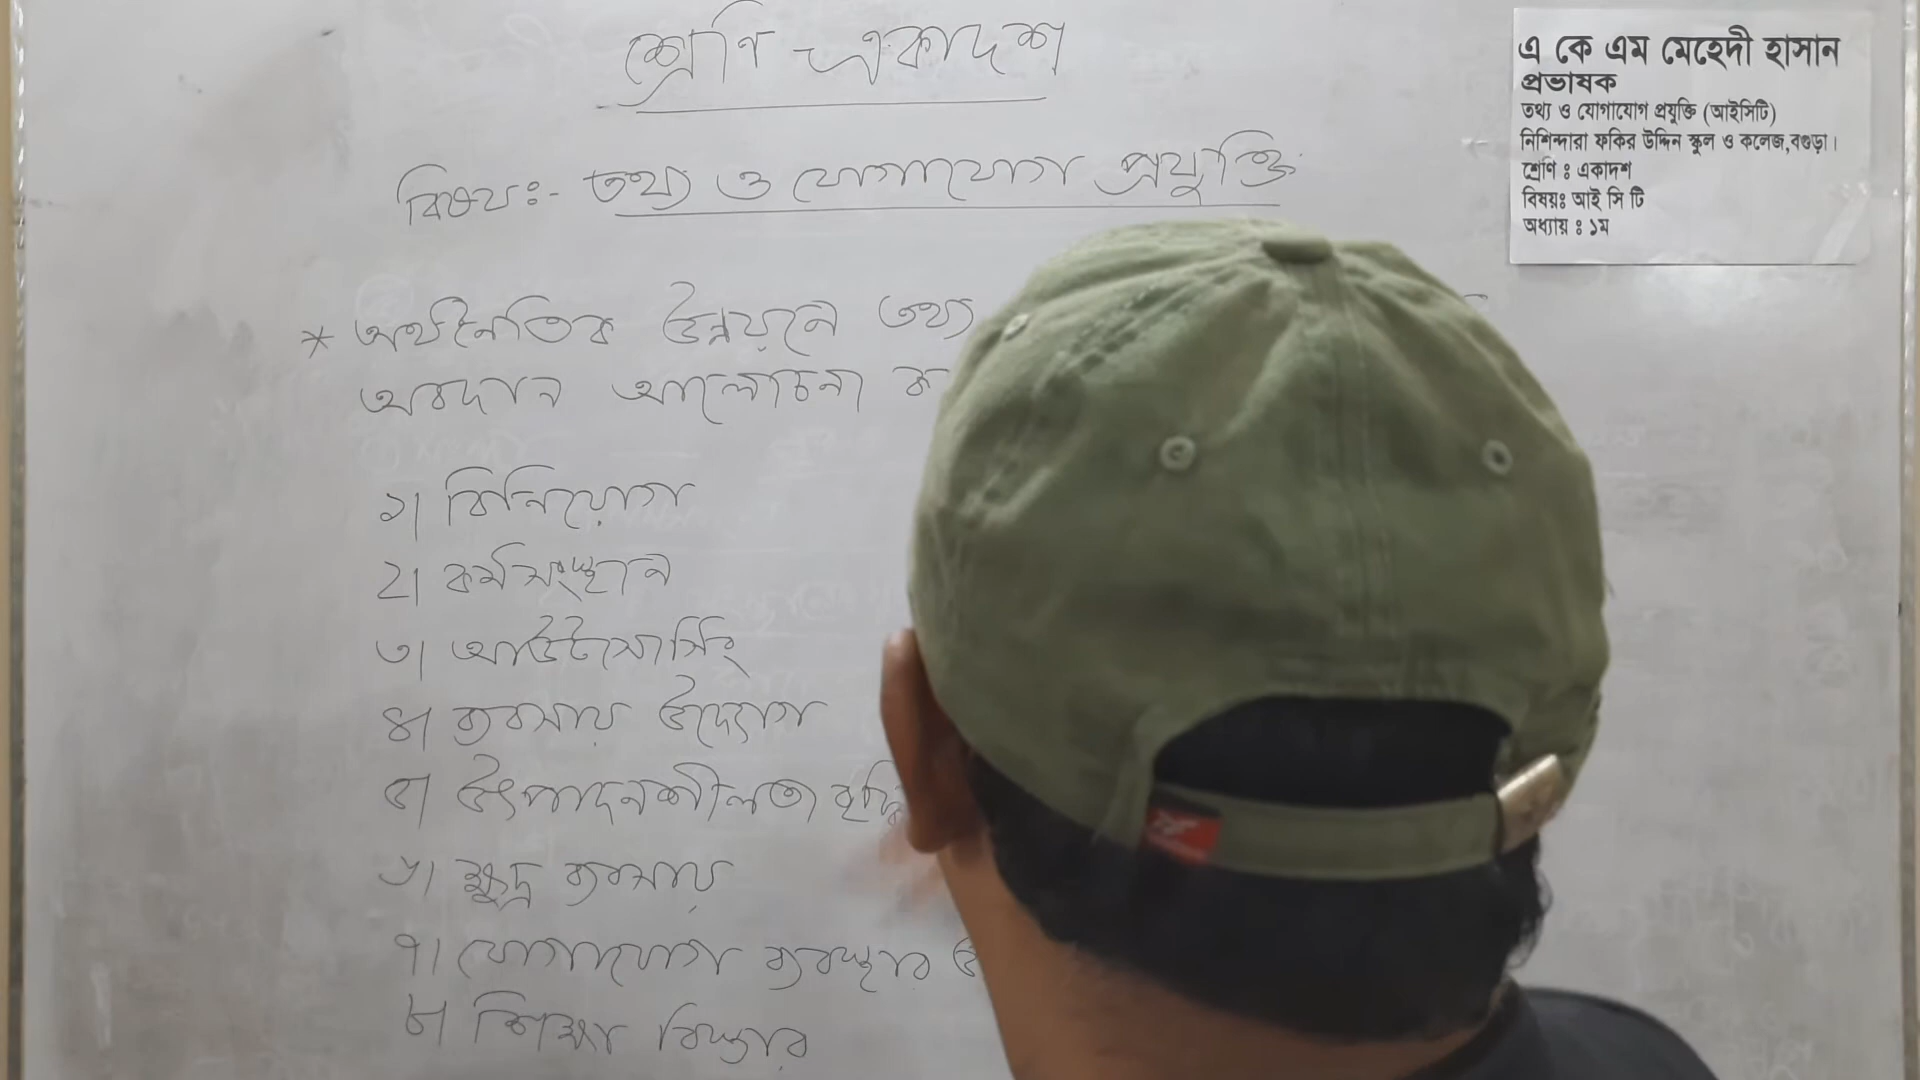 শ্রেণি - একাদশ
বিষয়ঃ- তথ্য ও যোগাযোগ প্রযুক্তি
* অর্থনৈতিক উন্নয়নে তথ্য
অবদান আলোচনা ক
১। বিনিয়োগ
২। কর্মসংস্থান
৩। আউটসোর্সিং
৪। ব্যবসায় উদ্যোগ
৫। উৎপাদনশীলতা বৃদ্ধি
৬। ক্ষুদ্র ব্যবসায়
৭। যোগাযোগ ব্যবস্থার উ
৮। শিক্ষা বিস্তার
এ কে এম মেহেদী হাসান
প্রভাষক
তথ্য ও যোগাযোগ প্রযুক্তি (আইসিটি)
নিশিন্দারা ফকির উদ্দিন স্কুল ও কলেজ,বগুড়া।
শ্রেণি ঃ একাদশ
বিষয়ঃ আই সি টি
অধ্যায় ঃ ১ম